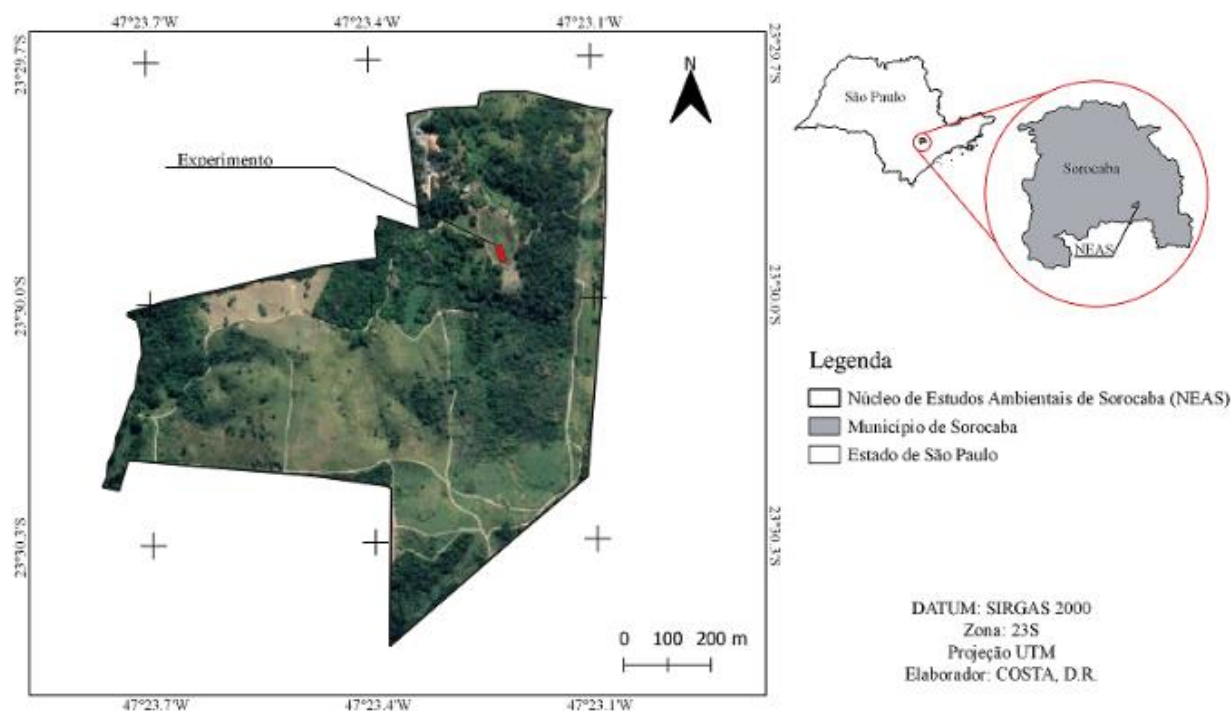 47°23.7'W 47°23.4'W 47°23.1'W
23°29.7'S
23°29.7'S
N
Experimento
São Paulo
Sorocaba
NEAS
23°30.0'S
23°30.0'S
Legenda
Núcleo de Estudos Ambientais de Sorocaba (NEAS)
Município de Sorocaba
Estado de São Paulo
23°30.3'S
23°30.3'S
0 100 200 m
DATUM: SIRGAS 2000
Zona: 23S
Projeção UTM
Elaborador: COSTA, D.R.
47°23.7'W 47°23.4'W 47°23.1'W